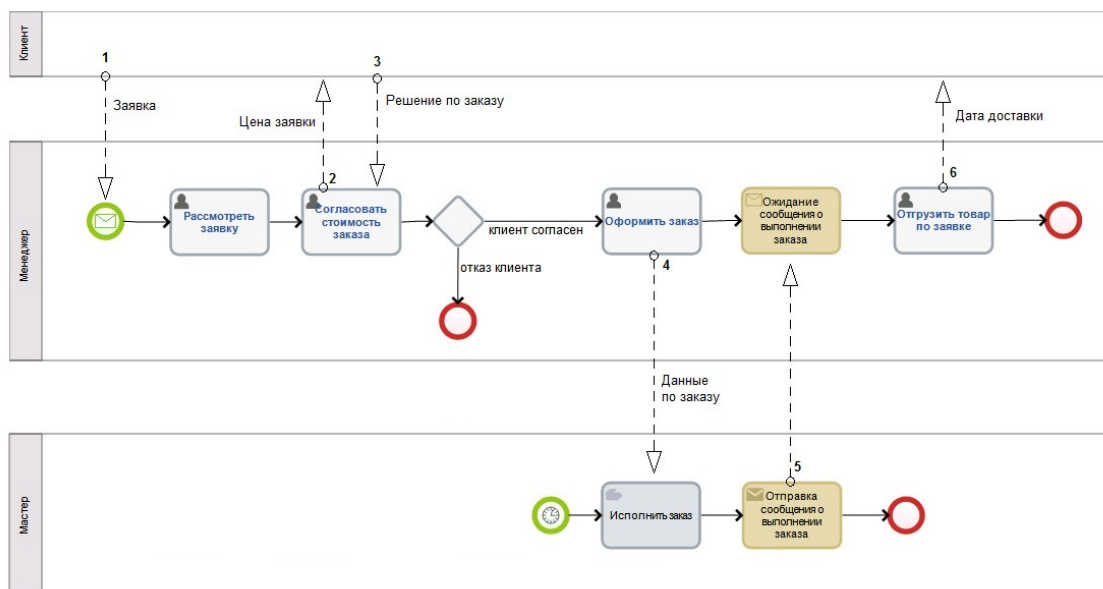 Клиент
1
3
Заявка
Решение по заказу
Цена заявки
Дата доставки
Менеджер
2
6
Рассмотреть
заявку
Согласовать
стоимость
заказа
клиент согласен
Оформить заказ
Ожидание
сообщения о
выполнении
заказа
Отгрузить товар
по заявке
отказ клиента
4
Данные
по заказу
Мастер
5
Исполнить заказ
Отправка
сообщения о
выполнении
заказа